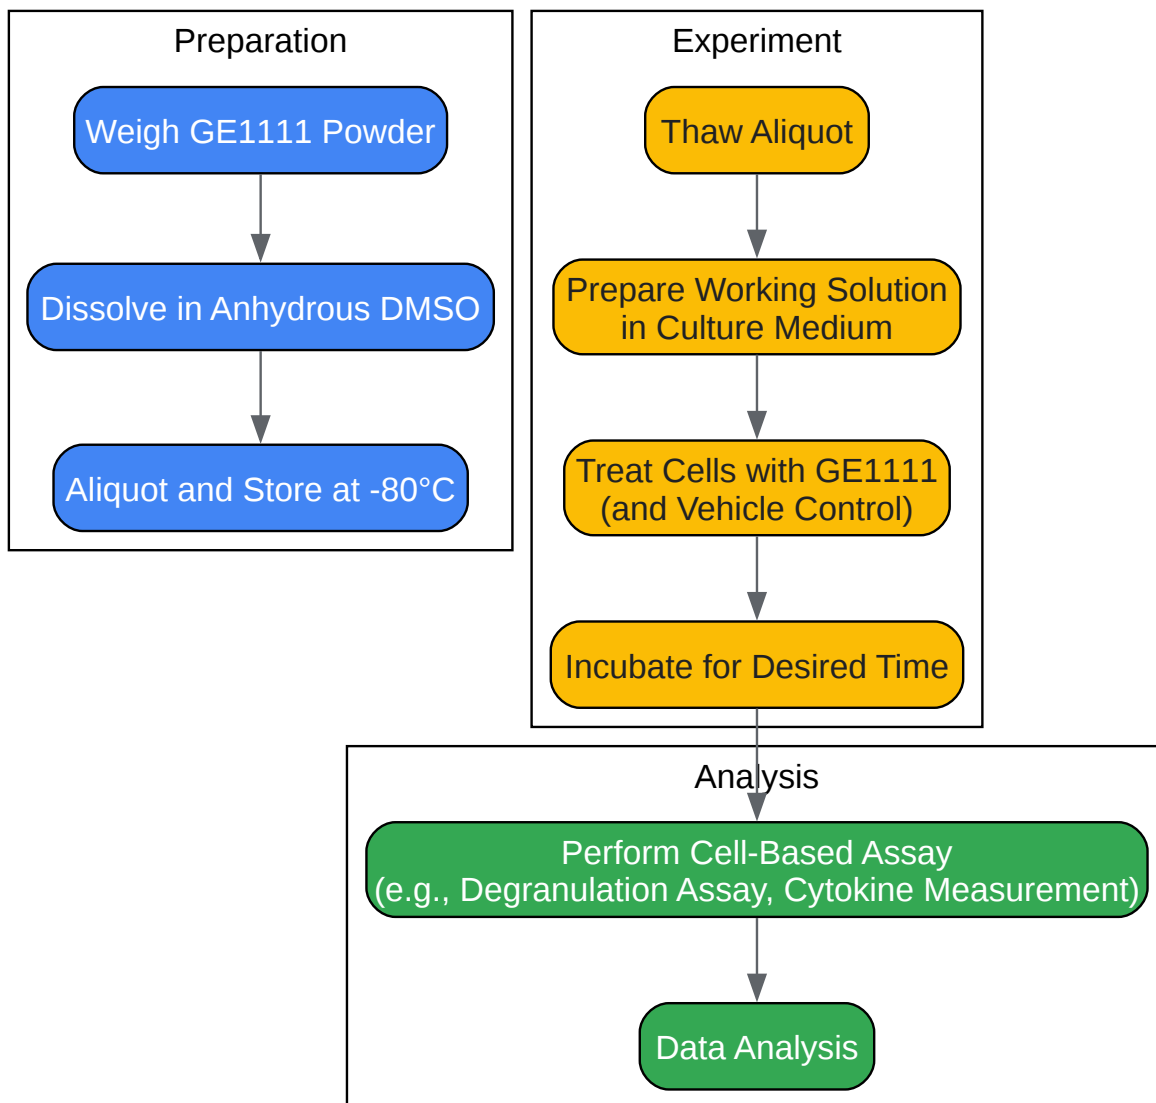 Preparation
Weigh GE1111 Powder
Dissolve in Anhydrous DMSO
Aliquot and Store at -80°C
Experiment
Thaw Aliquot
Prepare Working Solution
in Culture Medium
Treat Cells with GE1111
(and Vehicle Control)
Incubate for Desired Time
Analysis
Perform Cell-Based Assay
(e.g., Degranulation Assay, Cytokine Measurement)
Data Analysis